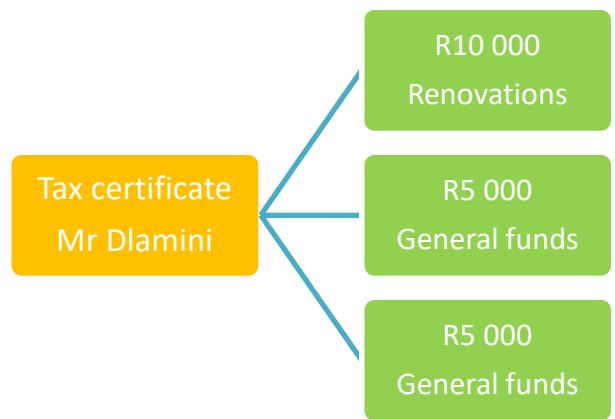 Tax certificate
Mr Dlamini
R10 000
Renovations
R5 000
General funds
R5 000
General funds